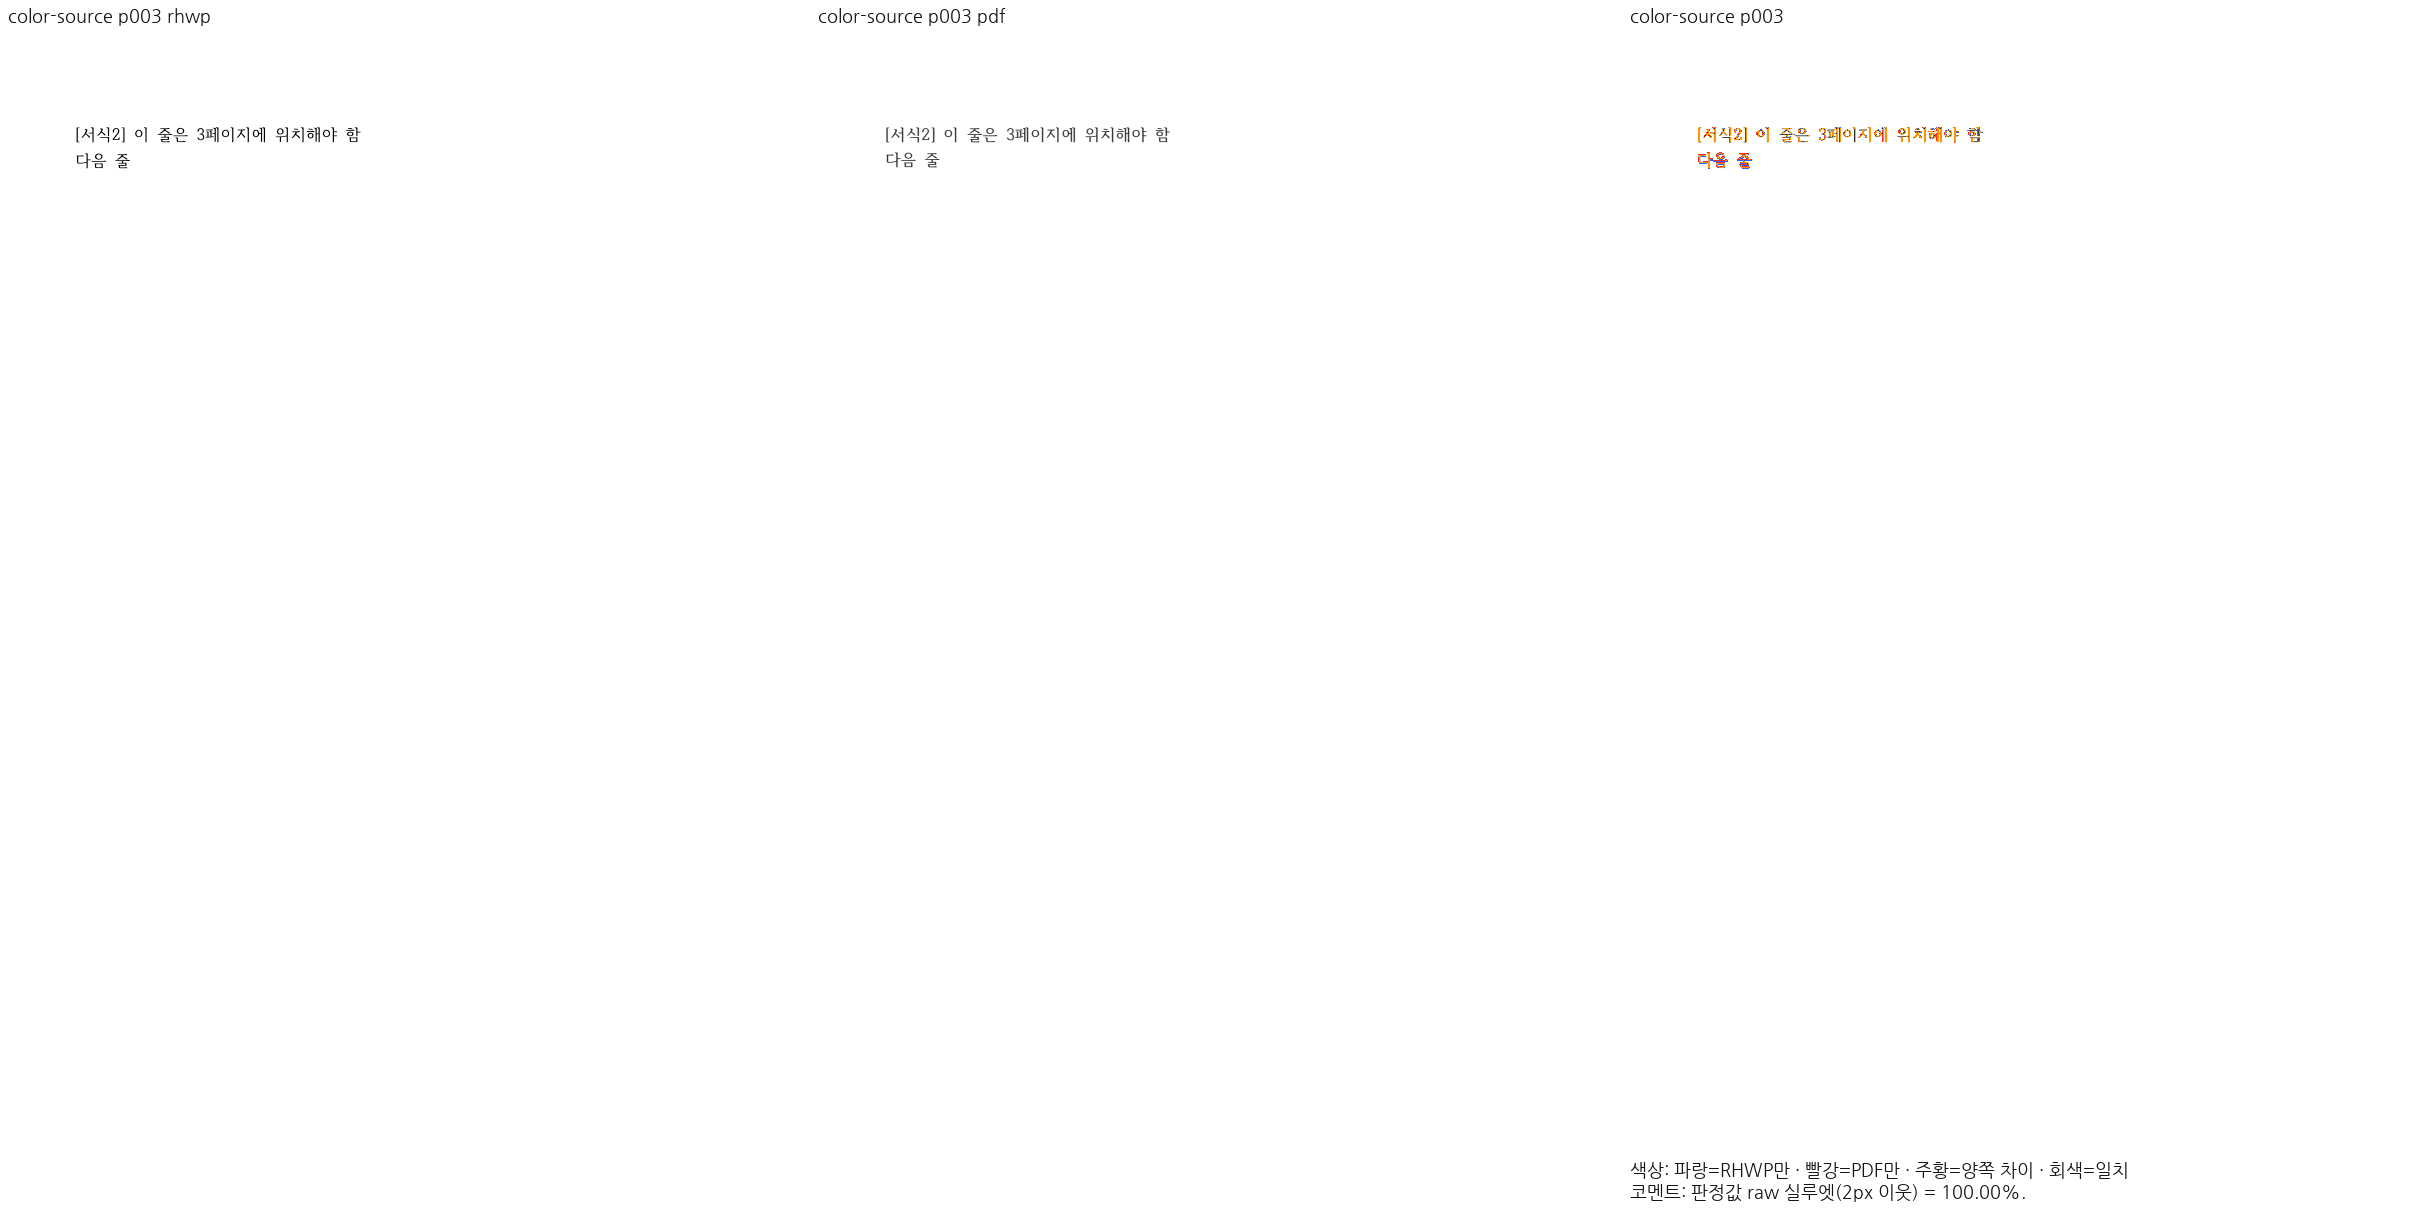 color-source p003 rhwp
[서식2] 이 줄은 3페이지에 위치해야 함
다음 줄
color-source p003 pdf
[서식2] 이 줄은 3페이지에 위치해야 함
다음 줄
color-source p003
[서식2] 이 줄은 3페이지에 위치해야 함
다음 줄
색상: 파랑=RHWP만 · 빨강=PDF만 · 주황=양쪽 차이 · 회색=일치
코멘트: 판정값 raw 실루엣(2px 이웃) = 100.00%.